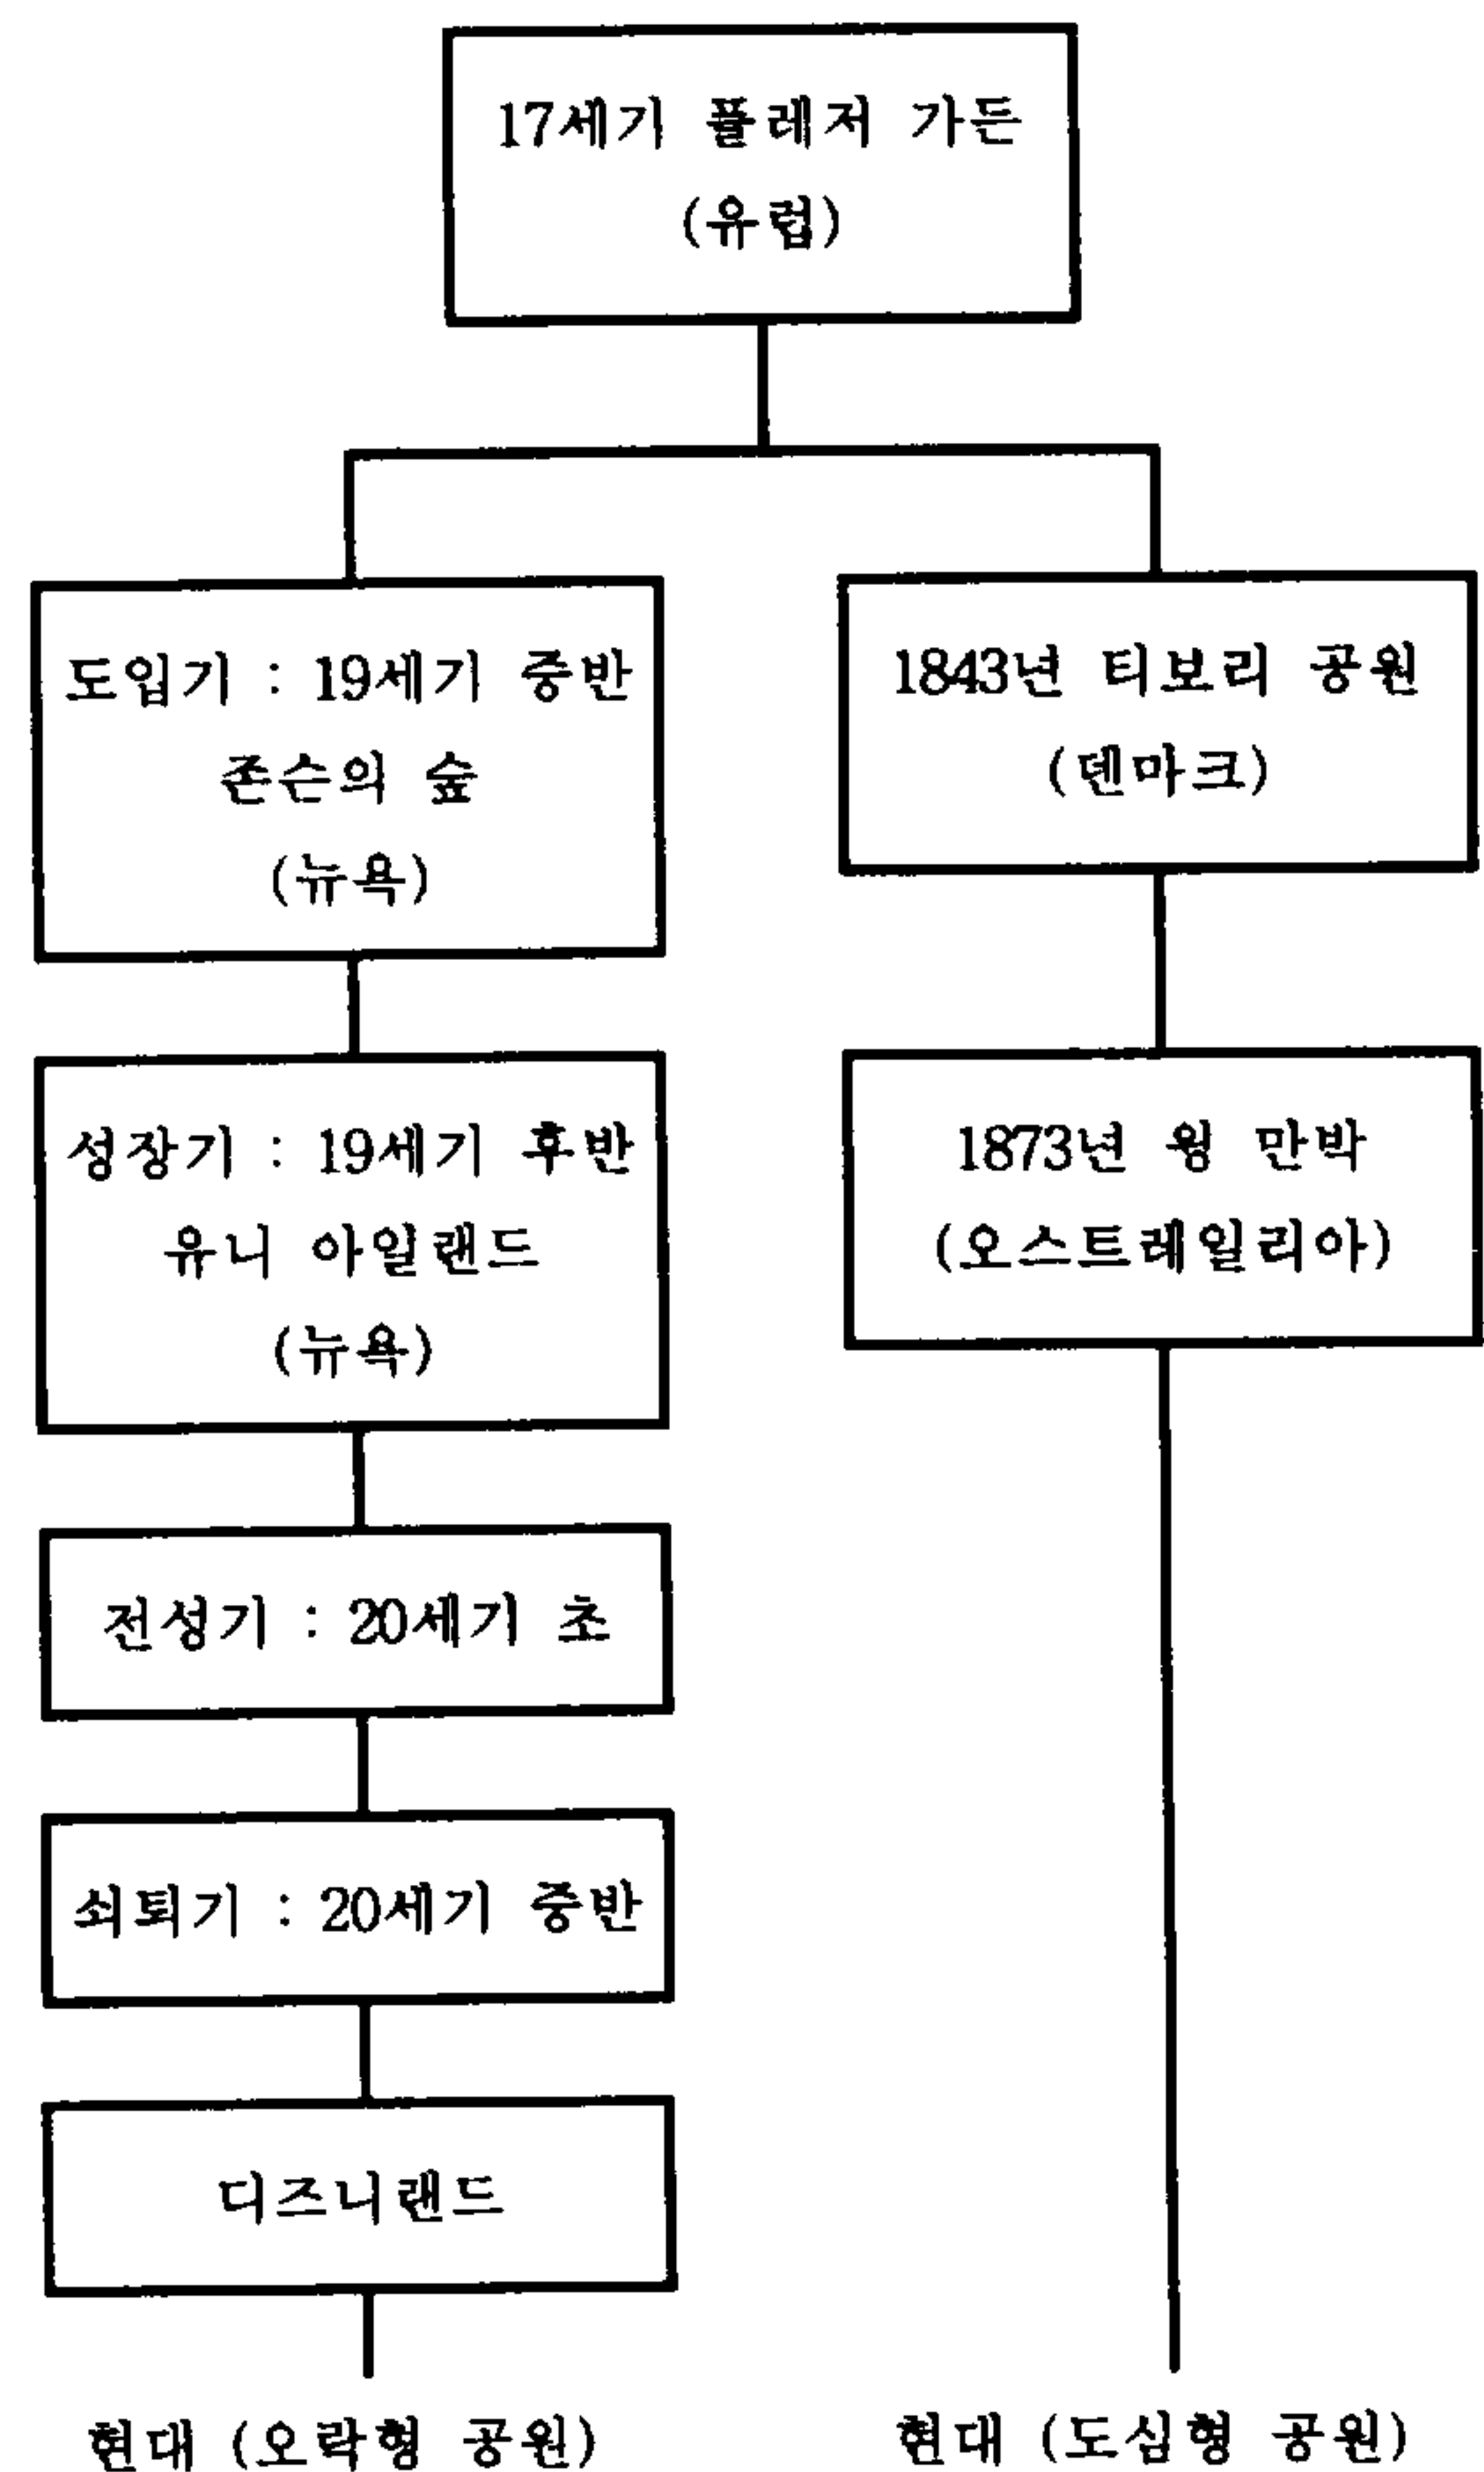 17세기 플레저 가든
(유럽)
도입기 : 19세기 중반
존슨의 숲
(뉴욕)
1843년 티보리 공원
(덴마크)
성장기 : 19세기 후반
유니 아일랜드
(뉴욕)
1873년 웡 만박
(오스트레일리아)
전성기 : 20세기 초
쇠퇴기 : 20세기 중반
디즈니랜드
현대 (오락형 공원)
현대 (도심형 공원)